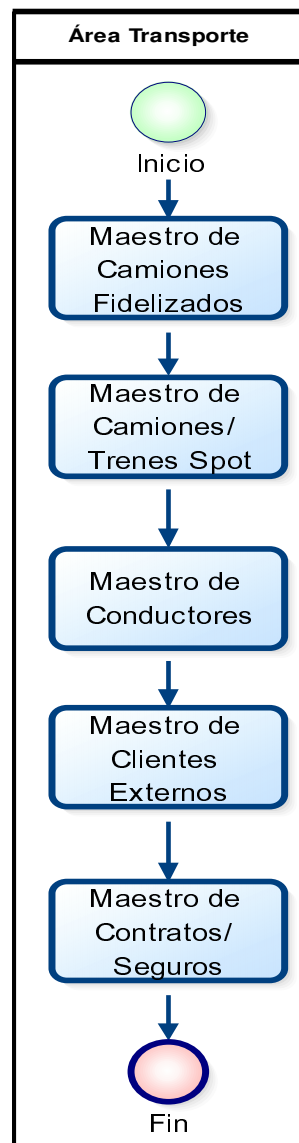 Área Transporte
Inicio
Maestro de
Camiones
Fidelizados
Maestro de
Camiones/
Trenes Spot
Maestro de
Conductores
Maestro de
Clientes
Externos
Maestro de
Contratos/
Seguros
Fin